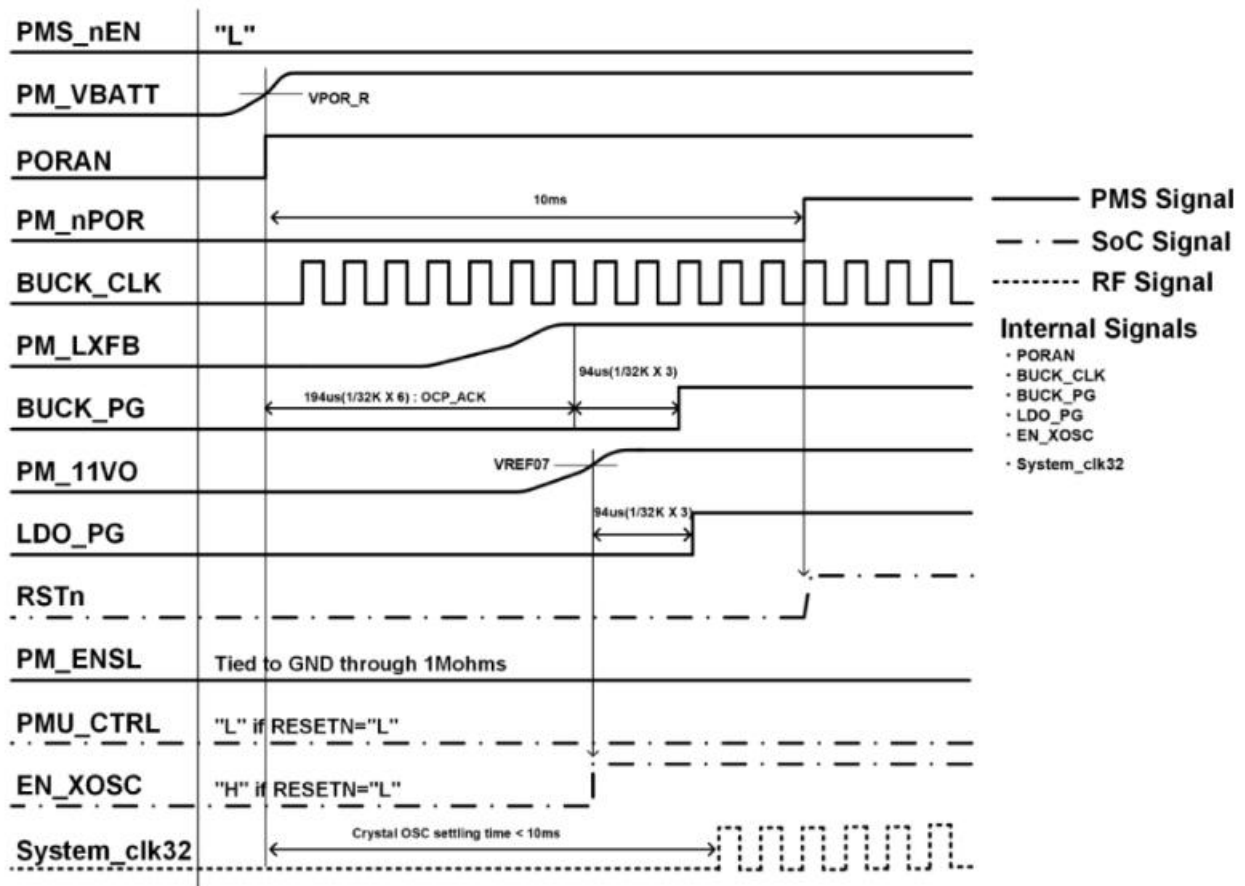 PMS_nEN "L"
PM_VBATT
VPOR_R
PORAN
10ms
PM_nPOR
PMS Signal
SoC Signal
BUCK_CLK
RF Signal
Internal Signals
PM_LXFB
· PORAN
94us(1/32K X 3)
· BUCK_CLK
194us(1/32K X 6) : OCP_ACK
· BUCK_PG
BUCK_PG
· LDO_PG
· EN_XOSC
VREF07
· System_clk32
PM_11VO
94us(1/32K X 3)
LDO_PG
RSTn
PM_ENSL Tied to GND through 1Mohms
PMU_CTRL "L" if RESETN="L"
EN_XOSC "H" if RESETN="L"
Crystal OSC settling time < 10ms
System_clk32